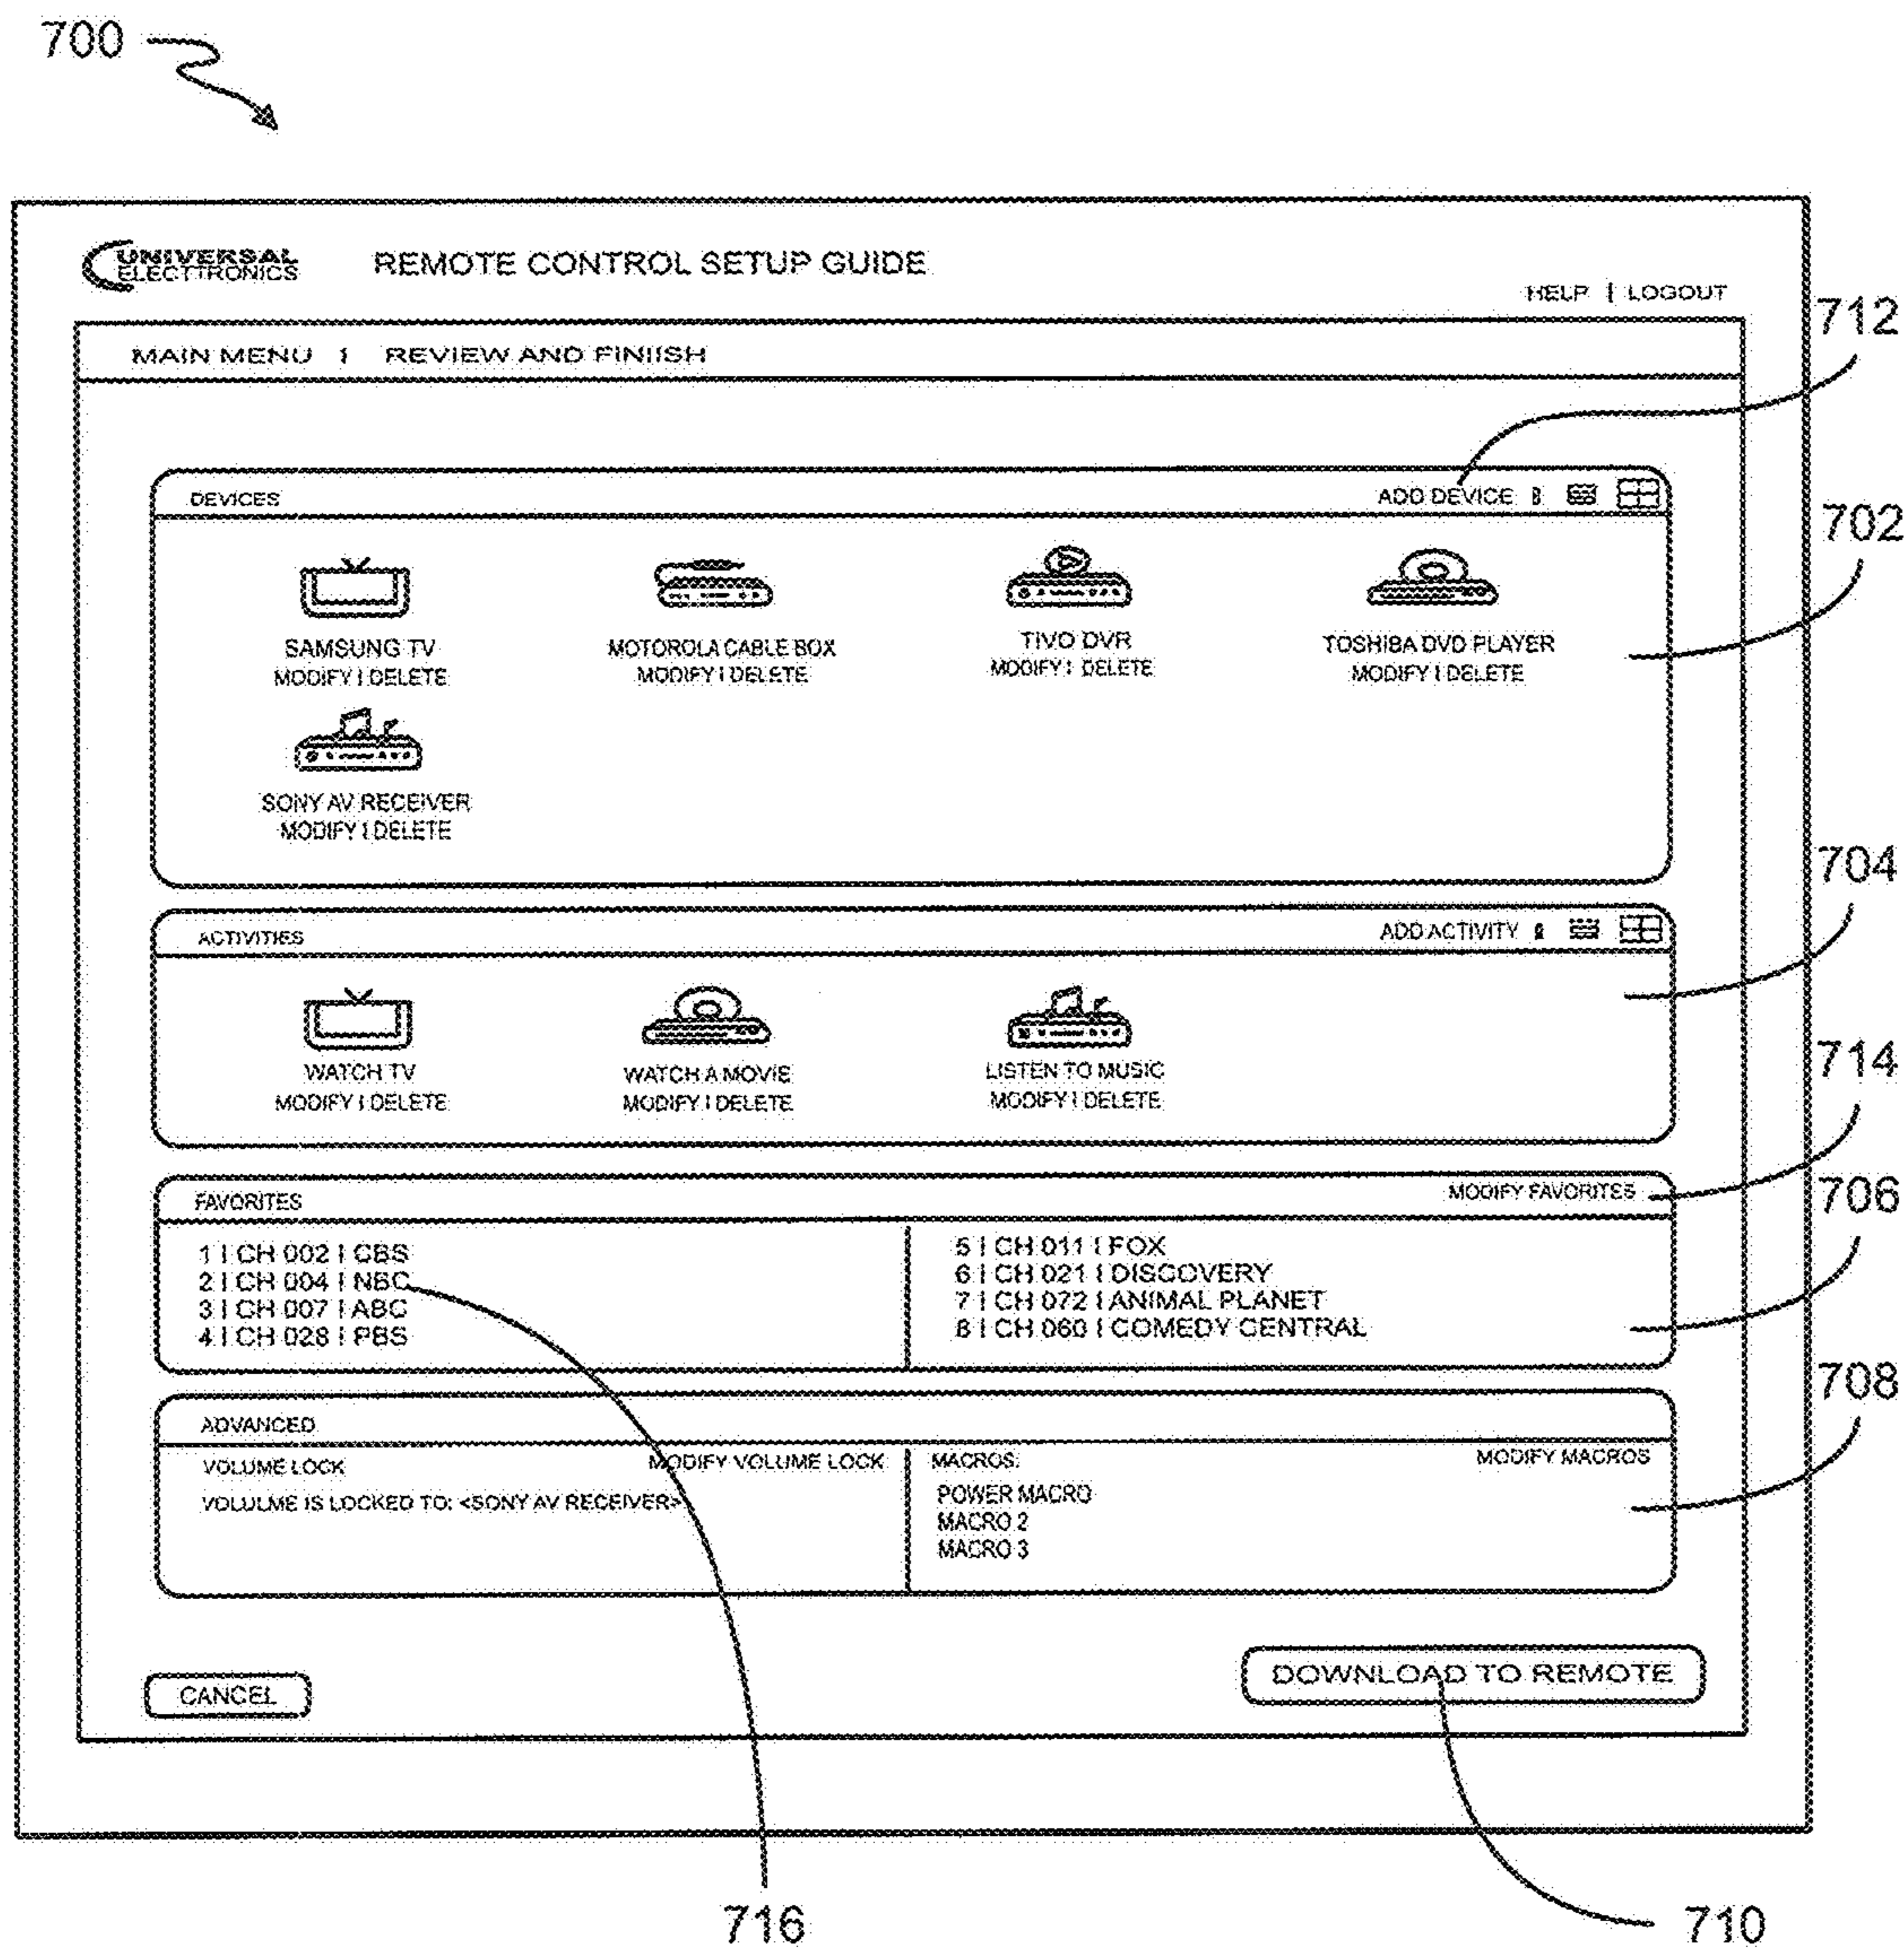 700
UNIVERSAL
ELECTTRONICS
REMOTE CONTROL SETUP GUIDE
HELP | LOGOUT
712
MAIN MENU | REVIEW AND FINIISH
DEVICES
ADD DEVICE
702
SAMSUNG TV
MODIFY | DELETE
MOTOROLA CABLE BOX
MODIFY | DELETE
TIVO DVR
MODIFY | DELETE
TOSHIBA DVD PLAYER
MODIFY | DELETE
SONY AV RECEIVER
MODIFY | DELETE
704
ACTIVITIES
ADD ACTIVITY
WATCH TV
MODIFY | DELETE
WATCH A MOVIE
MODIFY | DELETE
LISTEN TO MUSIC
MODIFY | DELETE
714
FAVORITES
MODIFY FAVORITES
706
1 | CH 002 | CBS
2 | CH 004 | NBC
3 | CH 007 | ABC
4 | CH 028 | PBS
5 | CH 011 | FOX
6 | CH 021 | DISCOVERY
7 | CH 072 | ANIMAL PLANET
8 | CH 060 | COMEDY CENTRAL
708
ADVANCED
VOLUME LOCK
MODIFY VOLUME LOCK
VOLULME IS LOCKED TO: <SONY AV RECEIVER>
MACROS:
MODIFY MACROS
POWER MACRO
MACRO 2
MACRO 3
CANCEL
DOWNLOAD TO REMOTE
716
710